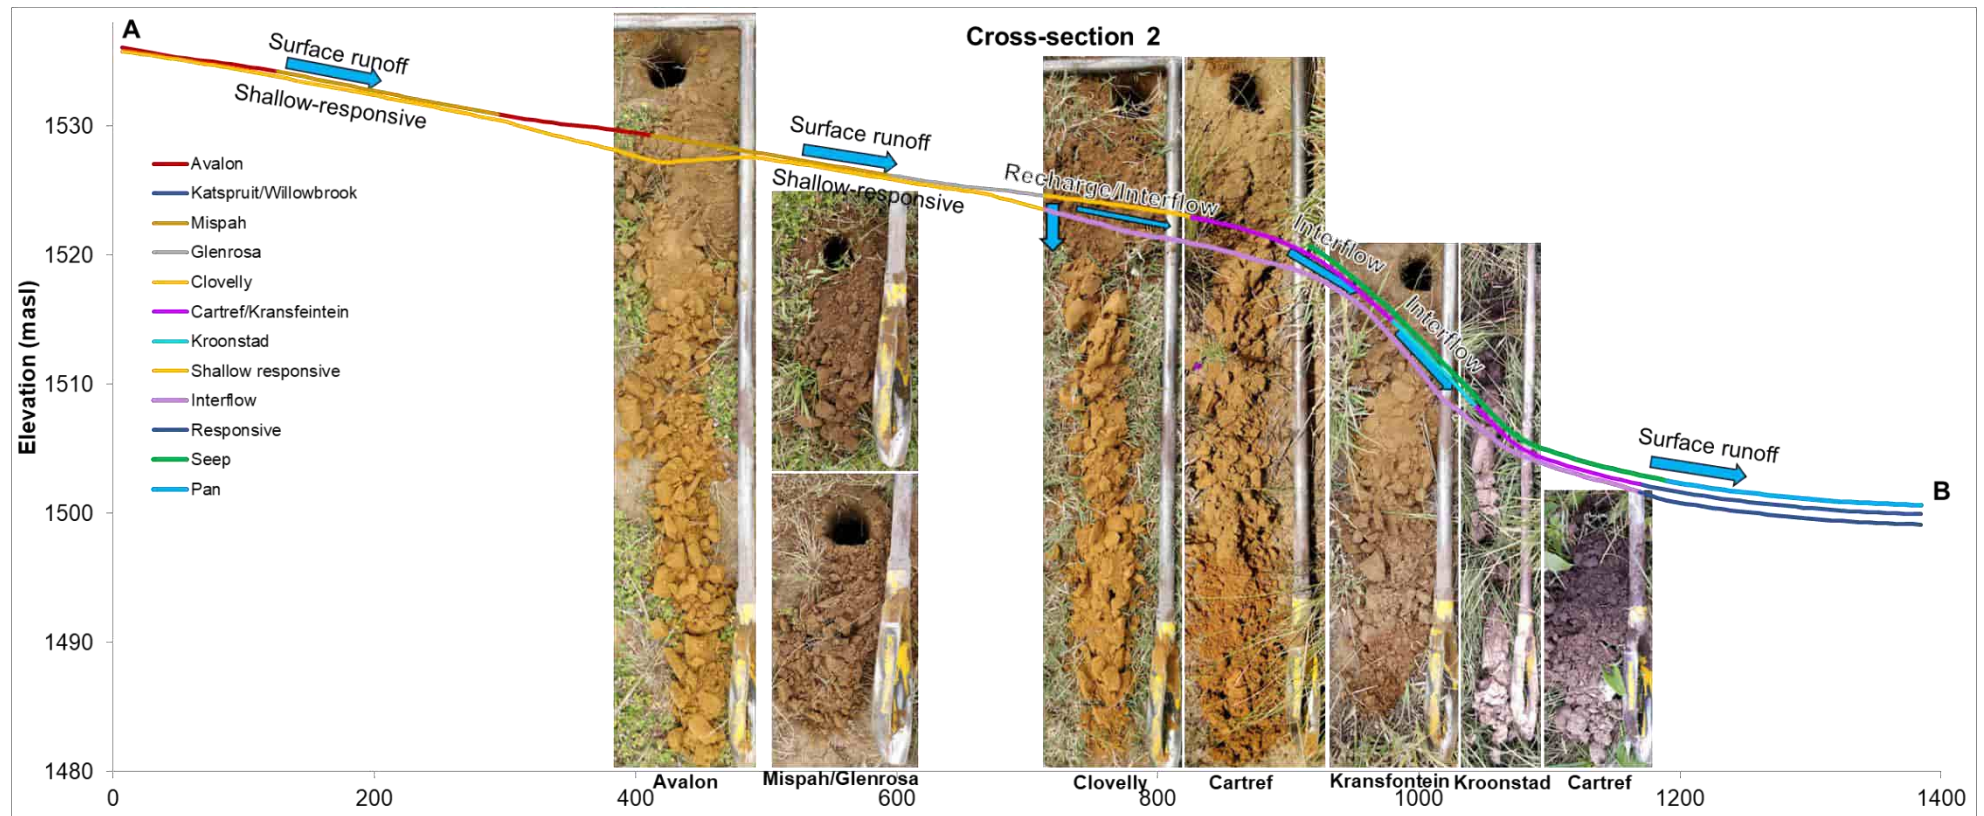 Cross-section 2
A
Surface runoff
Shallow-responsive
Surface runoff
Shallow-responsive
Recharge/Interflow
Interflow
Interflow
Surface runoff
B
Elevation (masl)
1530
1520
1510
1500
1490
1480
Avalon
Katspruit/Willowbrook
Mispah
Glenrosa
Clovelly
Cartref/Kransfeintein
Kroonstad
Shallow responsive
Interflow
Responsive
Seep
Pan
Avalon
Mispah/Glenrosa
Clovelly
Cartref
Kransfontein
Kroonstad
Cartref
0
200
400
600
800
1000
1200
1400